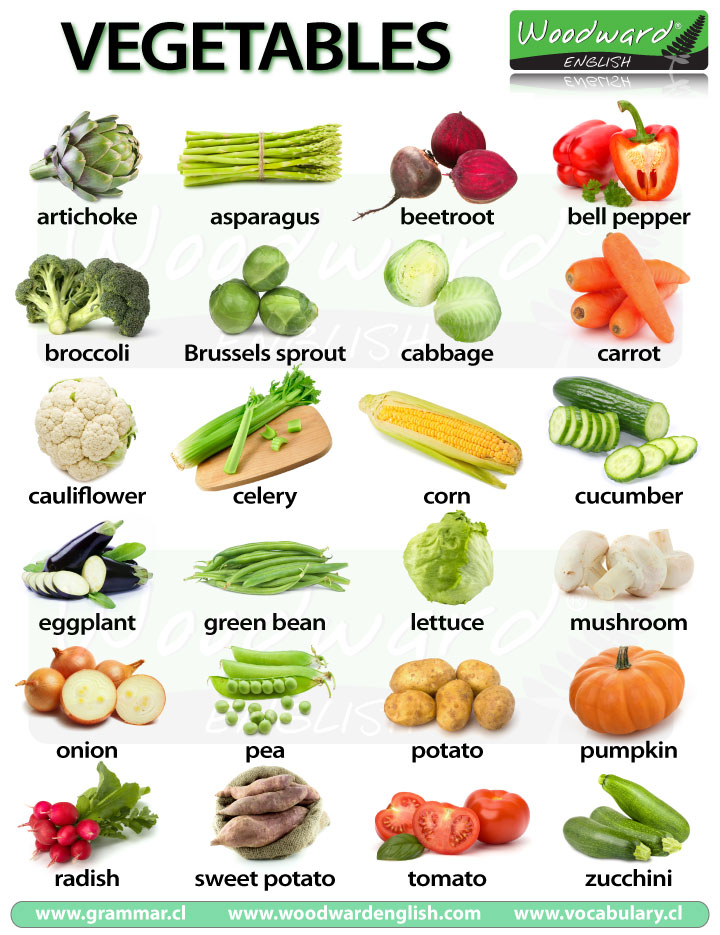 VEGETABLES
Woodward®
ENGLISH
artichoke asparagus beetroot bell pepper
broccoli Brussels sprout cabbage carrot
cauliflower celery corn cucumber
eggplant green bean lettuce mushroom
onion pea potato pumpkin
radish sweet potato tomato zucchini
www.grammar.cl www.woodwardenglish.com www.vocabulary.cl